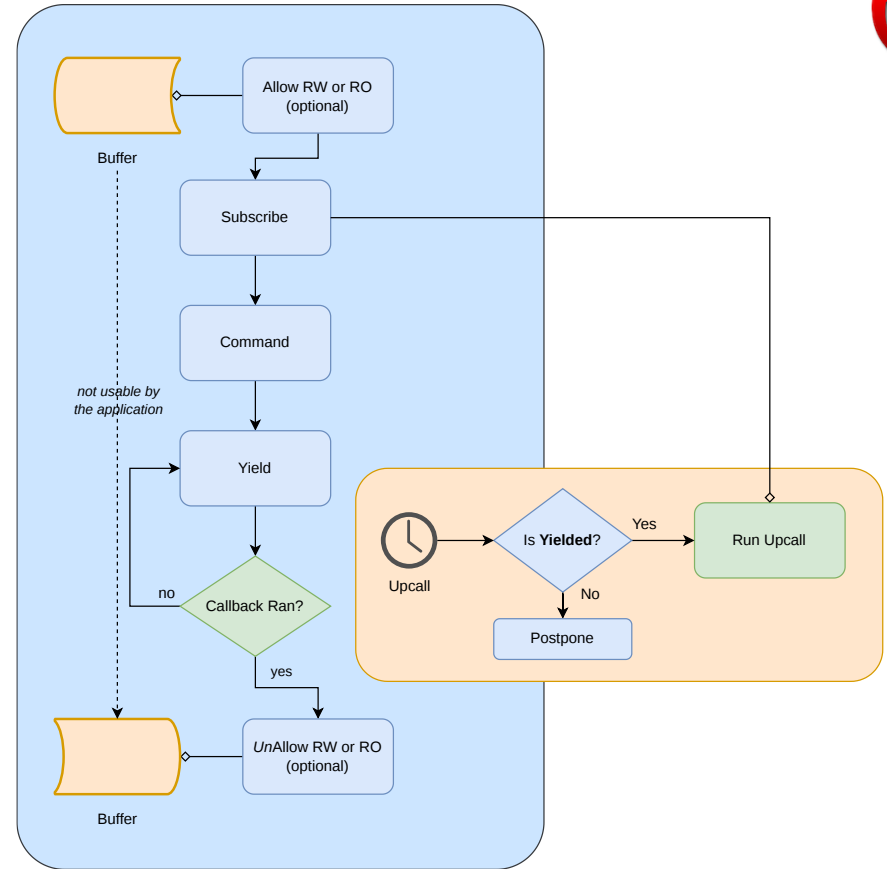 Allow RW or RO
(optional)
Buffer
Subscribe
Command
not usable by
the application
Yield
Is Yielded?
Yes
Run Upcall
Upcall
No
Postpone
no
Callback Ran?
yes
UnAllow RW or RO
(optional)
Buffer